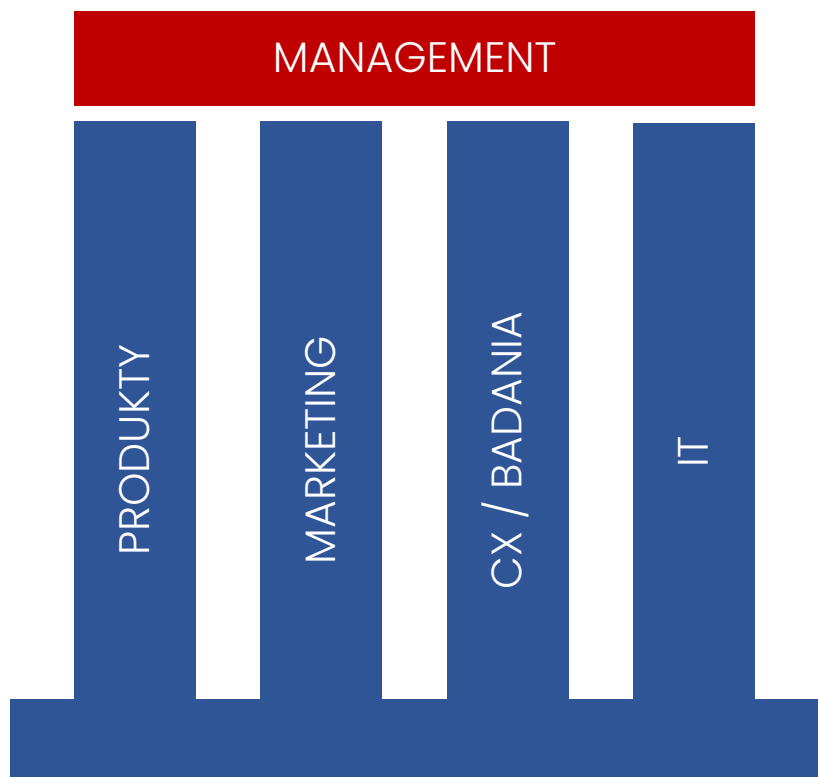 MANAGEMENT
PRODUKTY
MARKETING
CX / BADANIA
IT